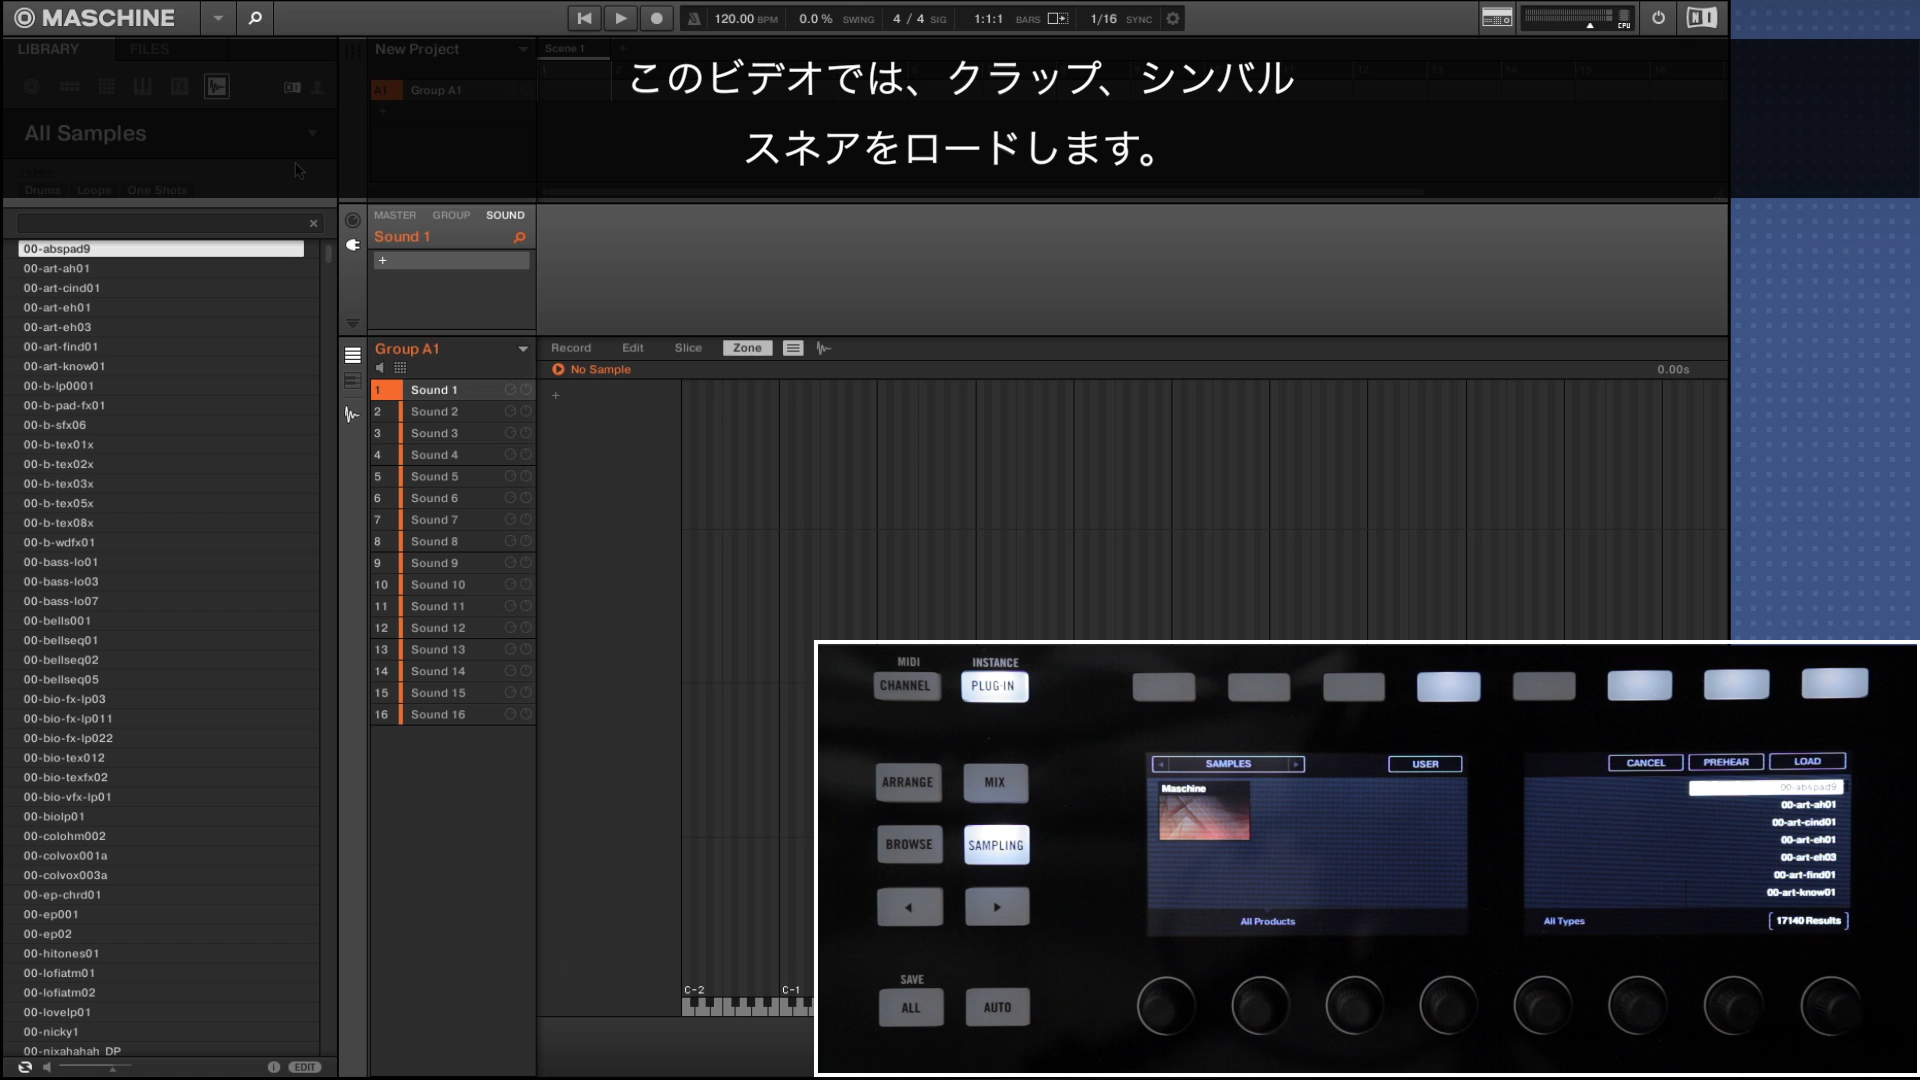 MASCHINE
120.00 BPM 0.0 % SWING 4 / 4 SIG 1:1:1 BARS 1/16 SYNC
CPU
LIBRARY FILES
New Project
Scene 1
A1 Group A1
このビデオでは、クラップ、シンバル
スネアをロードします。
All Samples
Drums Loops One Shots
00-abspad9
00-art-ah01
00-art-cind01
00-art-eh01
00-art-eh03
00-art-find01
00-art-know01
00-b-lp0001
00-b-pad-fx01
00-b-sfx06
00-b-tex01x
00-b-tex02x
00-b-tex03x
00-b-tex05x
00-b-tex08x
00-b-wdfx01
00-bass-lo01
00-bass-lo03
00-bass-lo07
00-bells001
00-bellseq01
00-bellseq02
00-bellseq05
00-bio-fx-lp03
00-bio-fx-lp011
00-bio-fx-lp022
00-bio-tex012
00-bio-texfx02
00-bio-vfx-lp01
00-biolp01
00-colohm002
00-colvox001a
00-colvox003a
00-ep-chrd01
00-ep001
00-ep02
00-hitones01
00-lofiatm01
00-lofiatm02
00-lovelp01
00-nicky1
00-nixahahah DP
EDIT
MASTER GROUP SOUND
Sound 1
+
Group A1
1 Sound 1
2 Sound 2
3 Sound 3
4 Sound 4
5 Sound 5
6 Sound 6
7 Sound 7
8 Sound 8
9 Sound 9
10 Sound 10
11 Sound 11
12 Sound 12
13 Sound 13
14 Sound 14
15 Sound 15
16 Sound 16
Record Edit Slice Zone
No Sample 0.00s
+
C-2 C-1
MIDI INSTANCE
CHANNEL PLUG-IN
ARRANGE MIX
BROWSE SAMPLING
SAVE
ALL AUTO
SAMPLES USER
Maschine
All Products
CANCEL PREHEAR LOAD
00-abspad9
00-art-ah01
00-art-cind01
00-art-eh01
00-art-eh03
00-art-find01
00-art-know01
All Types 17140 Results